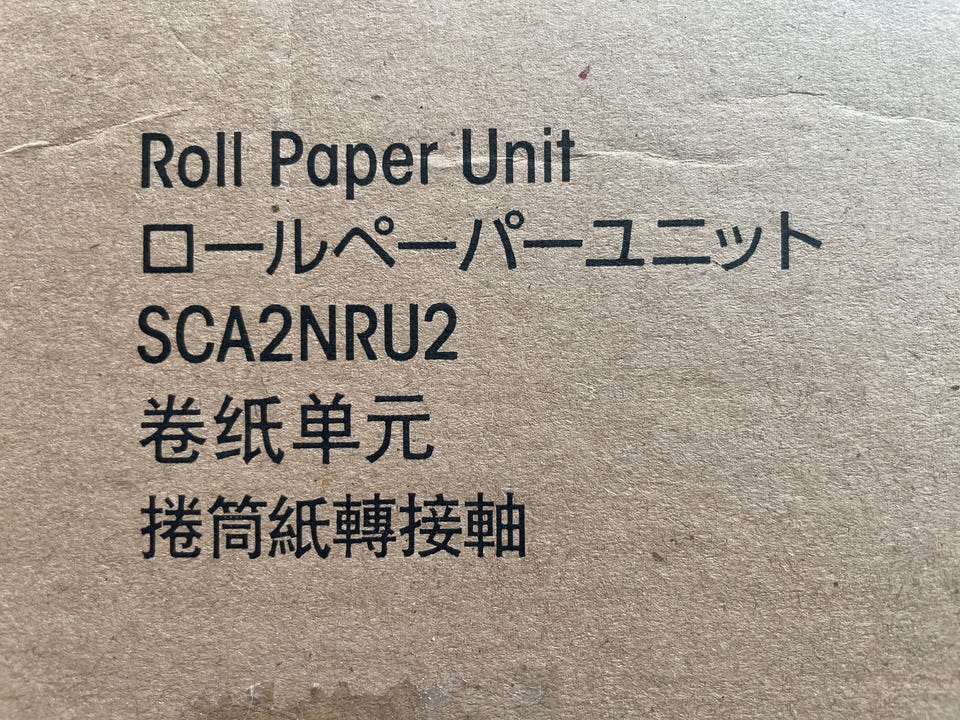 Roll Paper Unit
ロールペーパーユニット
SCA2NRU2
卷纸单元
捲筒紙轉接軸